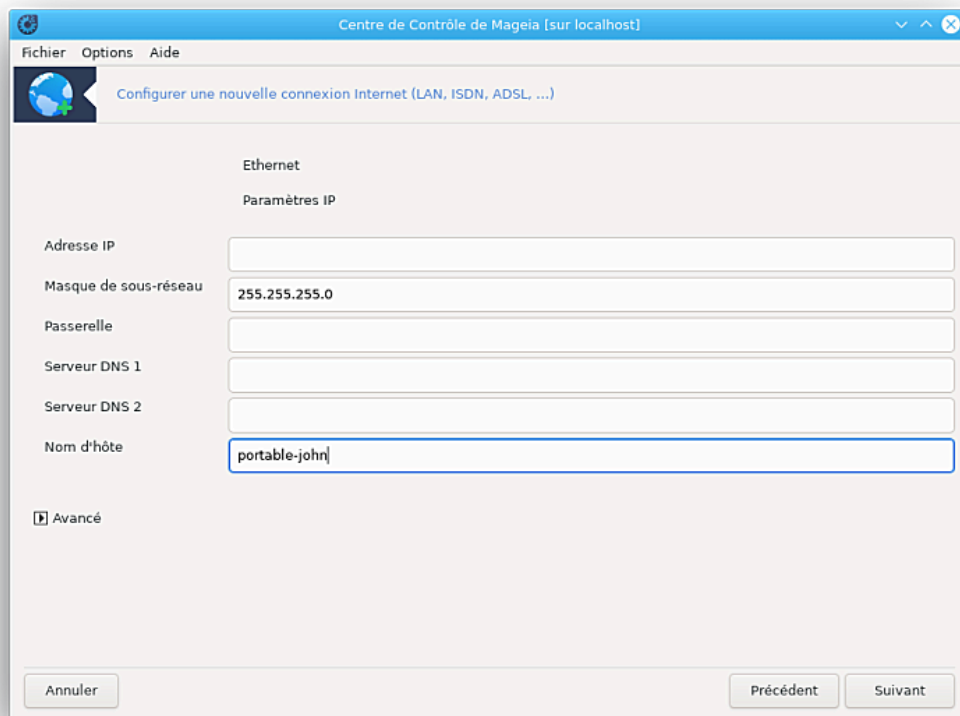 Centre de Contrôle de Mageia [sur localhost]
Fichier Options Aide
Configurer une nouvelle connexion Internet (LAN, ISDN, ADSL, ...)
Ethernet
Paramètres IP
Adresse IP
Masque de sous-réseau 255.255.255.0
Passerelle
Serveur DNS 1
Serveur DNS 2
Nom d'hôte portable-john
Avancé
Annuler Précédent Suivant